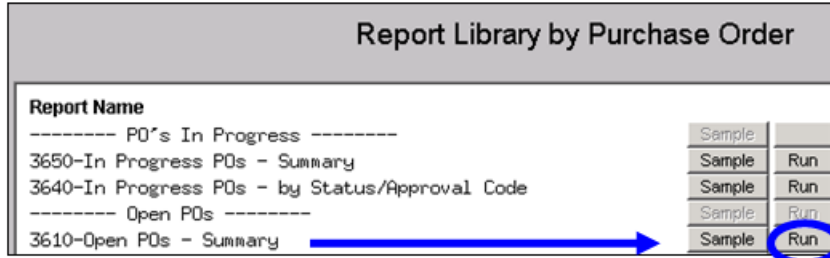 Report Library by Purchase Order
Report Name
-------- PO's In Progress -------- Sample
3650-In Progress POs - Summary Sample Run
3640-In Progress POs - by Status/Approval Code Sample Run
-------- Open POs -------- Sample Run
3610-Open POs - Summary Sample Run